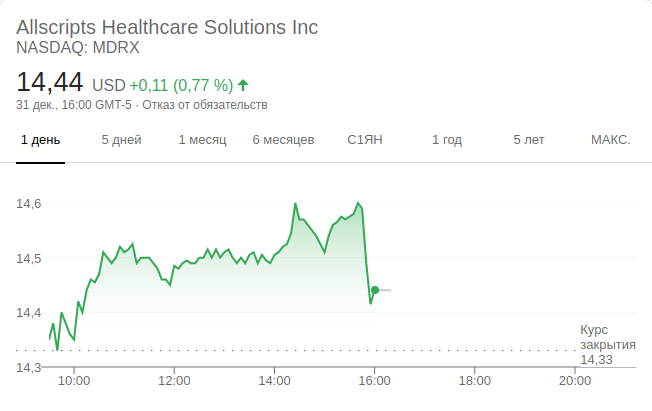 Allscripts Healthcare Solutions Inc
NASDAQ: MDRX
14,44 USD +0,11 (0,77 %)
31 дек., 16:00 GMT-5 · Отказ от обязательств
1 день 5 дней 1 месяц 6 месяцев С1ЯН 1 год 5 лет МАКС.
14,6
14,5
14,4
Курс
закрытия
14,33
14,3
10:00 12:00 14:00 16:00 18:00 20:00